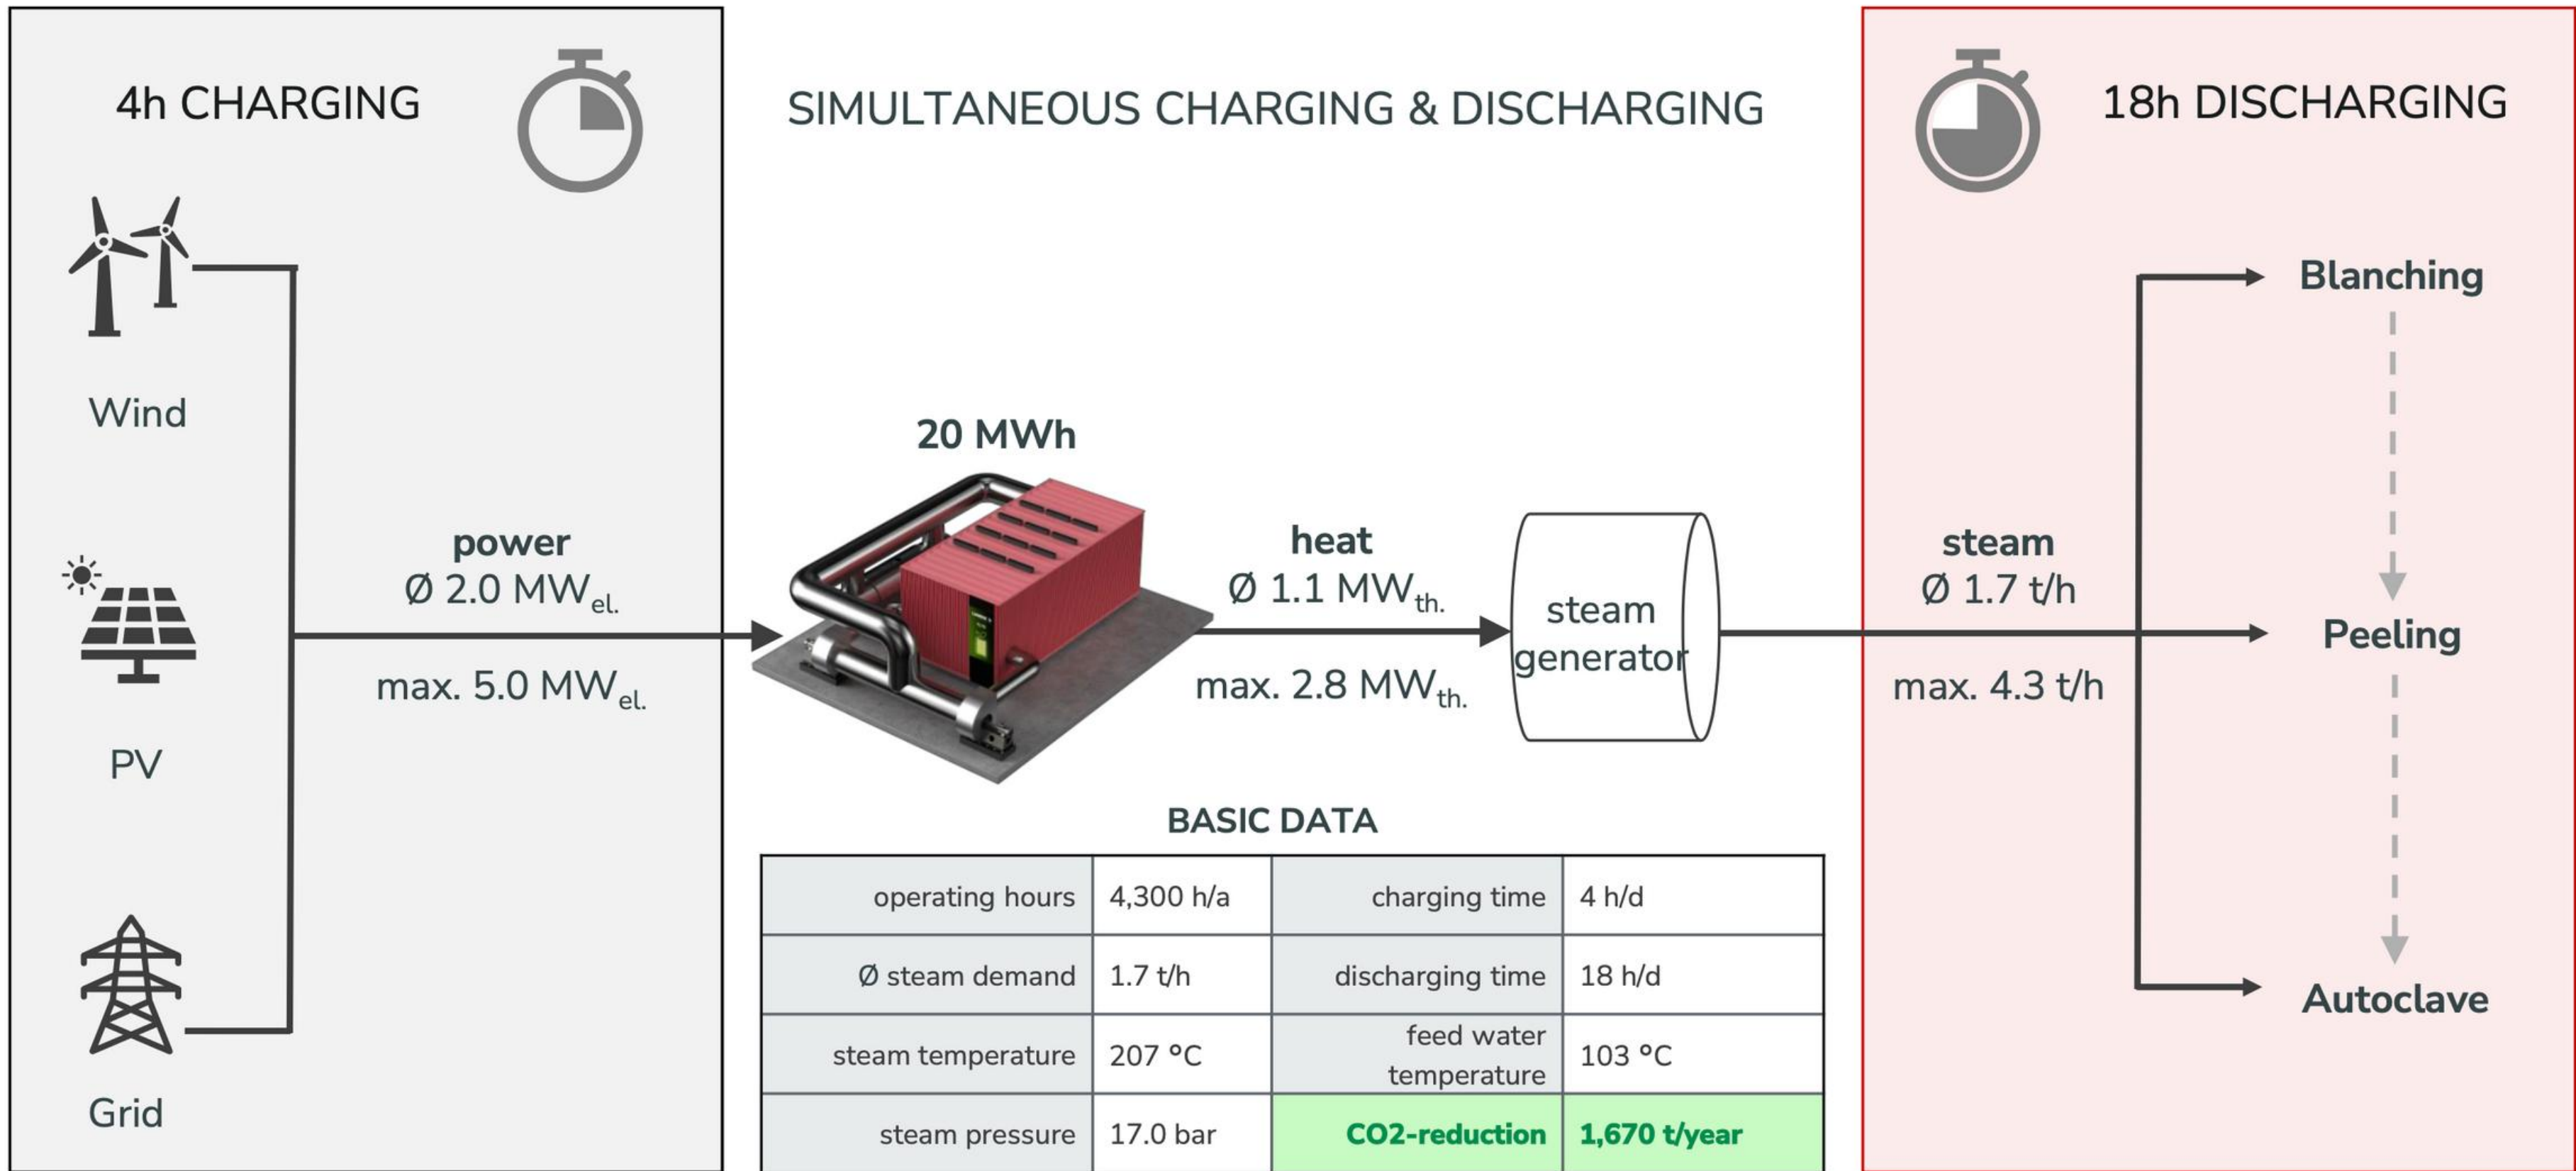 4h CHARGING
SIMULTANEOUS CHARGING & DISCHARGING
18h DISCHARGING
Wind
PV
Grid
power
Ø 2.0 MWel.
max. 5.0 MWel.
20 MWh
heat
Ø 1.1 MWth.
max. 2.8 MWth.
steam
generator
steam
Ø 1.7 t/h
max. 4.3 t/h
Blanching
Peeling
Autoclave
BASIC DATA
operating hours 4,300 h/a charging time 4 h/d
Ø steam demand 1.7 t/h discharging time 18 h/d
steam temperature 207 °C feed water
temperature 103 °C
steam pressure 17.0 bar CO2-reduction 1,670 t/year